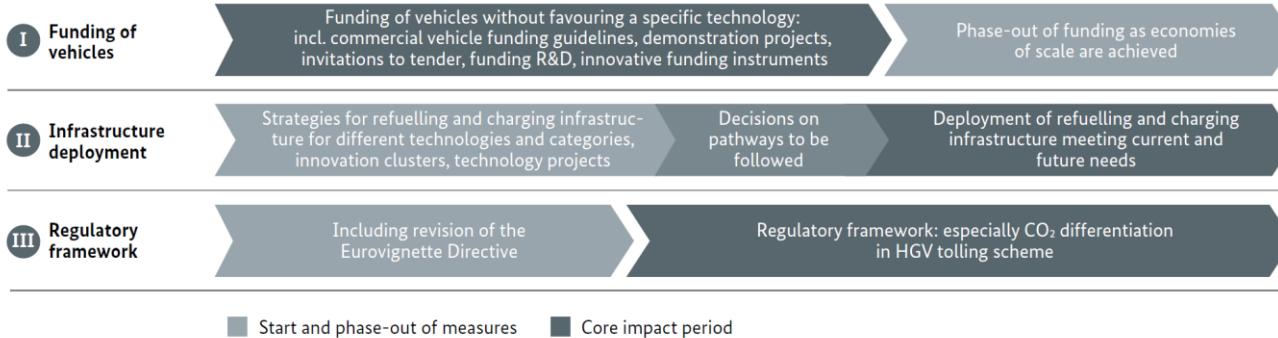 I
Funding of
vehicles
Funding of vehicles without favouring a specific technology:
incl. commercial vehicle funding guidelines, demonstration projects,
invitations to tender, funding R&D, innovative funding instruments
Phase-out of funding as economies
of scale are achieved
II
Infrastructure
deployment
Strategies for refuelling and charging infrastruc-
ture for different technologies and categories,
innovation clusters, technology projects
Decisions on
pathways to be
followed
Deployment of refuelling and charging
infrastructure meeting current and
future needs
III
Regulatory
framework
Including revision of the
Eurovignette Directive
Regulatory framework: especially CO₂ differentiation
in HGV tolling scheme
Start and phase-out of measures
Core impact period